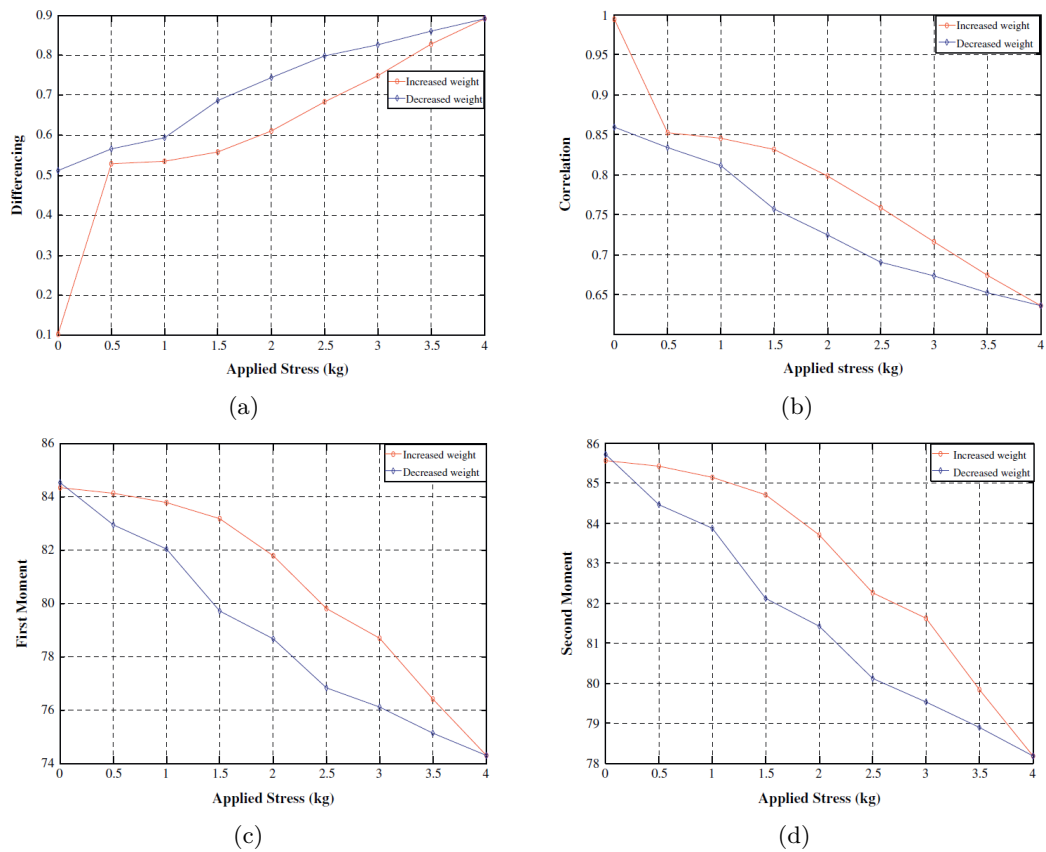 0.9
0.8
0.7
0.6
0.5
0.4
0.3
0.2
0.1
Differencing
Increased weight
Decreased weight
0 0.5 1 1.5 2 2.5 3 3.5 4
Applied Stress (kg)
(a)
1
0.95
0.9
0.85
0.8
0.75
0.7
0.65
Correlation
Increased weight
Decreased weight
0 0.5 1 1.5 2 2.5 3 3.5 4
Applied stress (kg)
(b)
86
84
82
80
78
76
74
First Moment
Increased weight
Decreased weight
0 0.5 1 1.5 2 2.5 3 3.5 4
Applied Stress (kg)
(c)
86
85
84
83
82
81
80
79
78
Second Moment
Increased weight
Decreased weight
0 0.5 1 1.5 2 2.5 3 3.5 4
Applied Stress (kg)
(d)